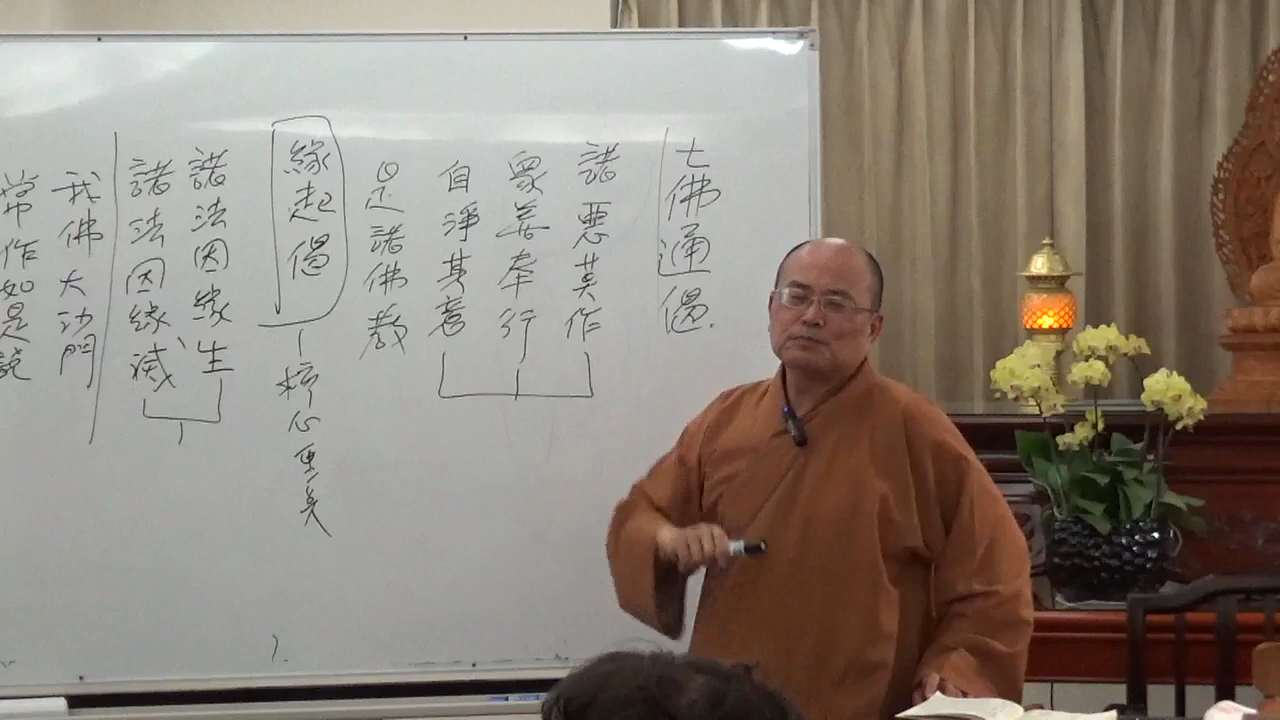 七佛通偈.
諸惡莫作
眾善奉行
自淨其意
是諸佛教
緣起偈
核心
諸法因緣生
諸法因緣滅
我佛大沙門
常作如是說